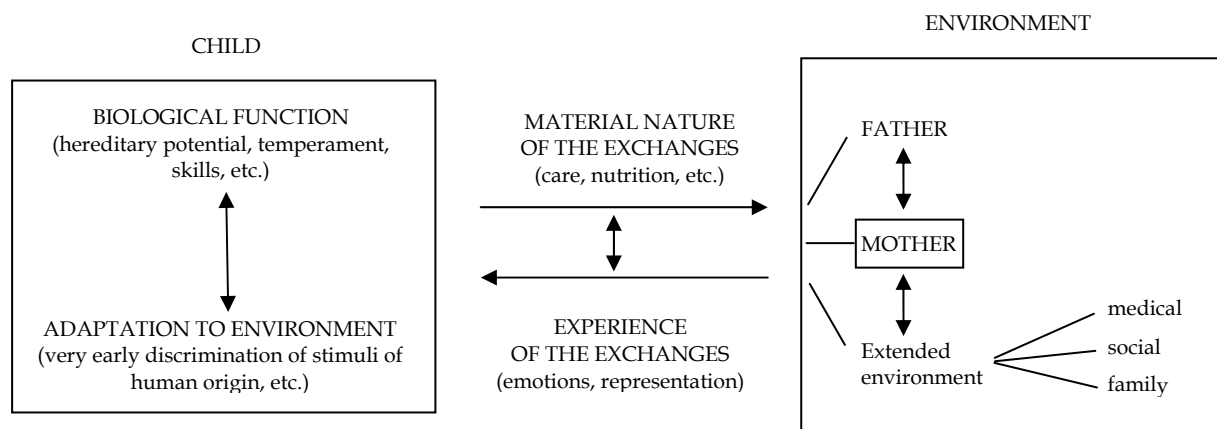 CHILD
BIOLOGICAL FUNCTION
(hereditary potential, temperament,
skills, etc.)
ADAPTATION TO ENVIRONMENT
(very early discrimination of stimuli of
human origin, etc.)
MATERIAL NATURE
OF THE EXCHANGES
(care, nutrition, etc.)
EXPERIENCE
OF THE EXCHANGES
(emotions, representation)
ENVIRONMENT
FATHER
MOTHER
Extended
environment
medical
social
family